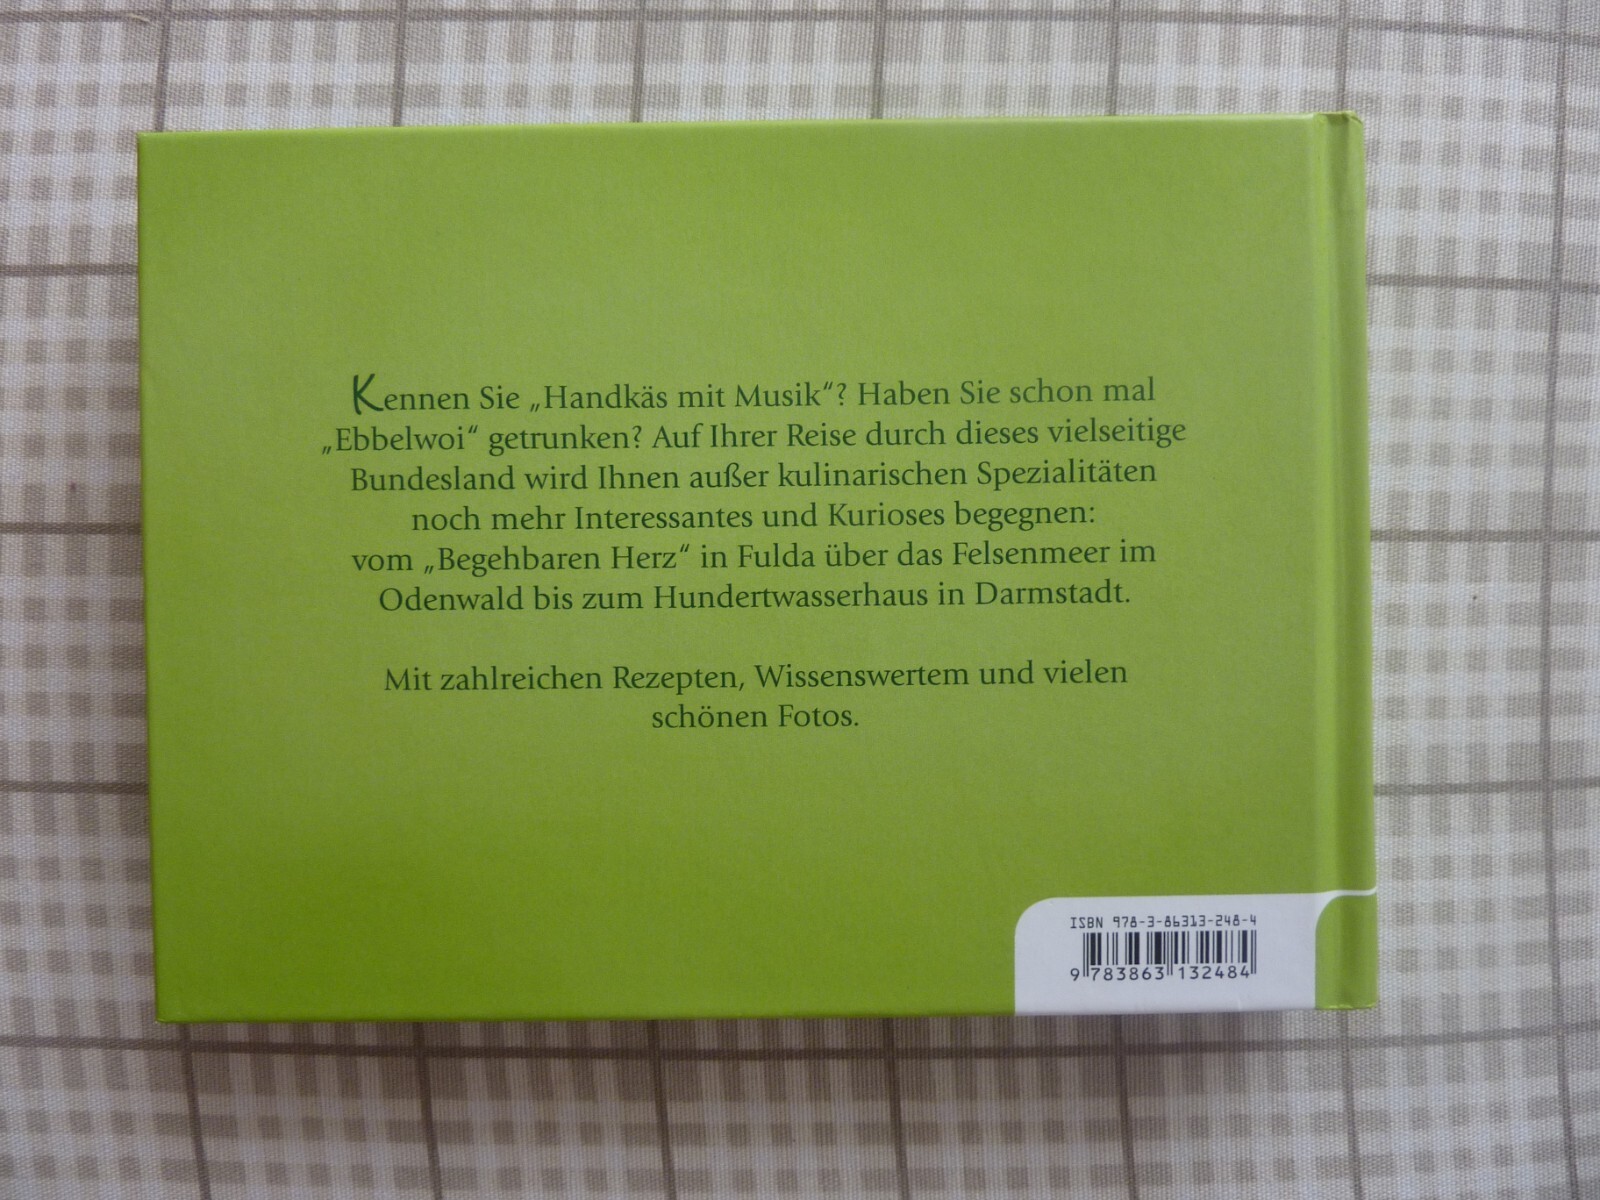 Kennen Sie „Handkäs mit Musik“? Haben Sie schon mal
„Ebbelwoi“ getrunken? Auf Ihrer Reise durch dieses vielseitige
Bundesland wird Ihnen außer kulinarischen Spezialitäten
noch mehr Interessantes und Kurioses begegnen:
vom „Begehbaren Herz“ in Fulda über das Felsenmeer im
Odenwald bis zum Hundertwasserhaus in Darmstadt.
Mit zahlreichen Rezepten, Wissenswertem und vielen
schönen Fotos.
ISBN 978-3-86313-248-4
9 783863 132484